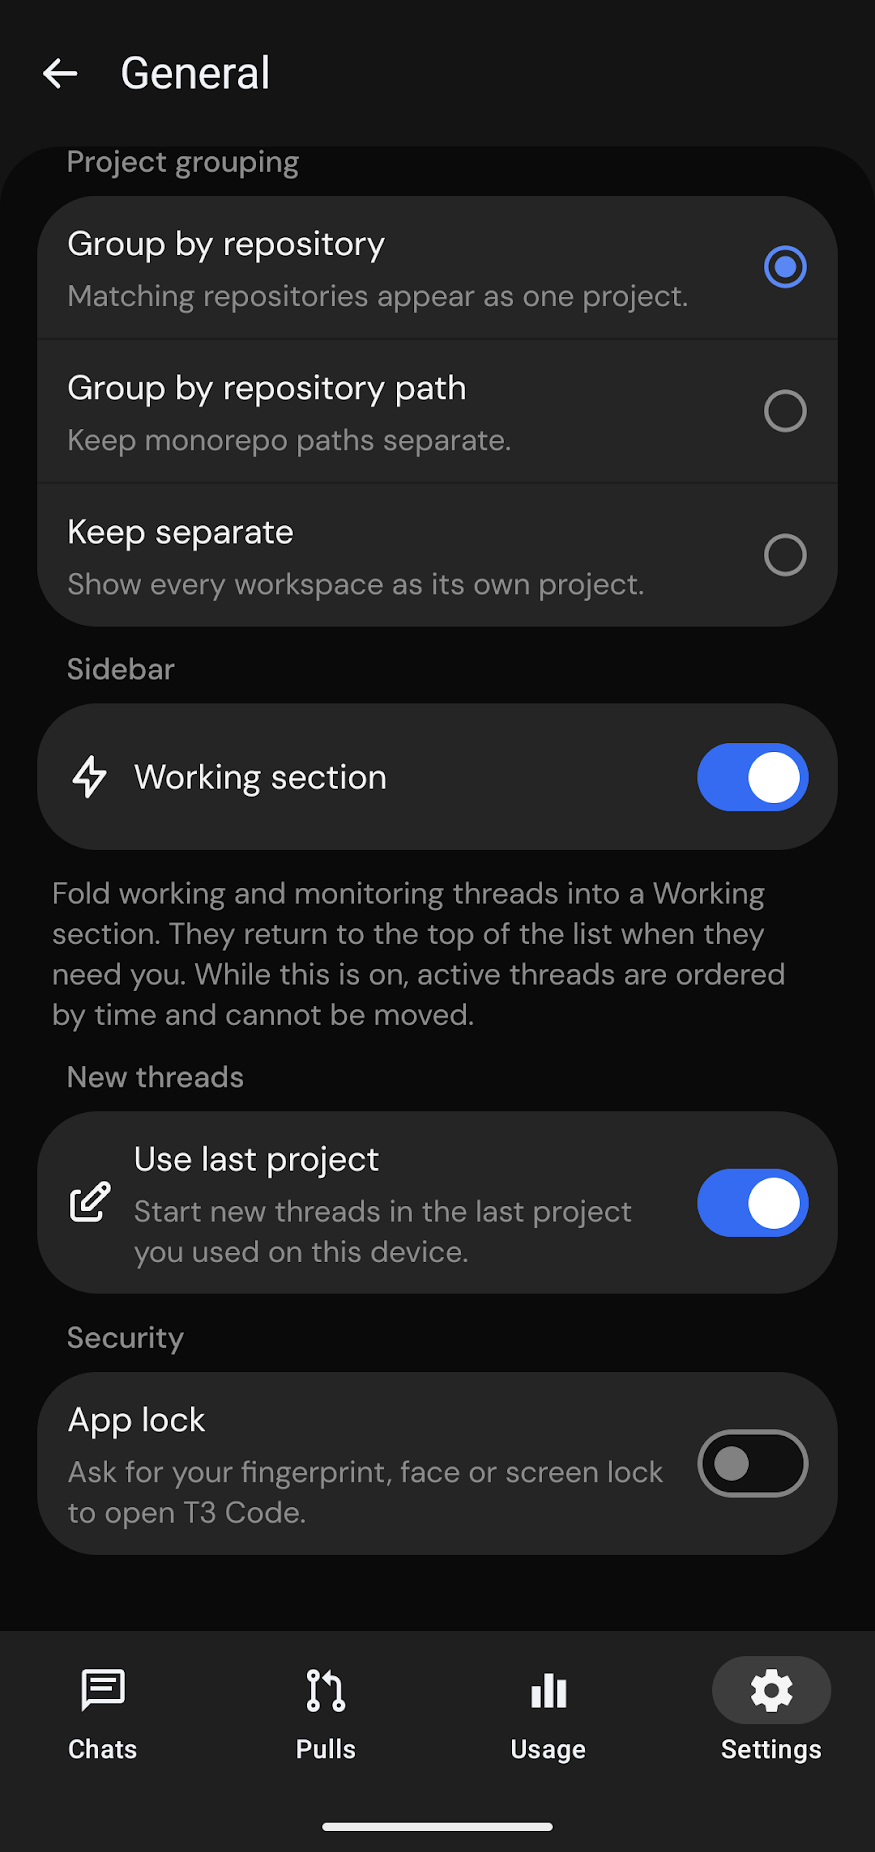 General
Project grouping
Group by repository
Matching repositories appear as one project.
Group by repository path
Keep monorepo paths separate.
Keep separate
Show every workspace as its own project.
Sidebar
Working section
Fold working and monitoring threads into a Working
section. They return to the top of the list when they
need you. While this is on, active threads are ordered
by time and cannot be moved.
New threads
Use last project
Start new threads in the last project
you used on this device.
Security
App lock
Ask for your fingerprint, face or screen lock
to open T3 Code.
Chats
Pulls
Usage
Settings